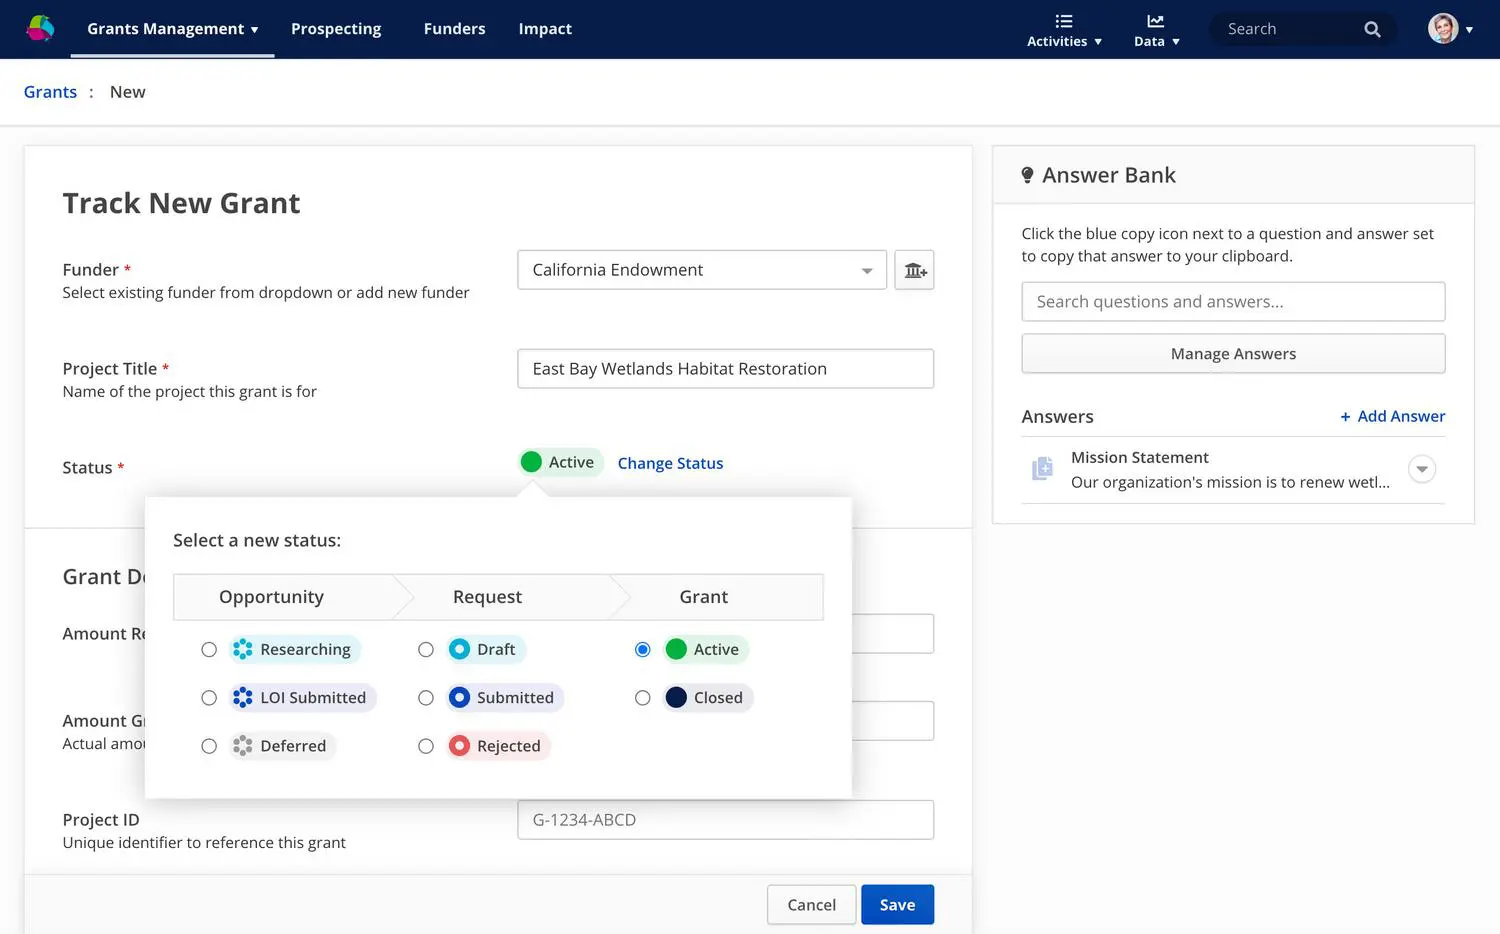 Grants Management
Prospecting
Funders
Impact
Activities
Data
Search
Grants : New
Track New Grant
Funder *
Select existing funder from dropdown or add new funder
California Endowment
Project Title *
Name of the project this grant is for
East Bay Wetlands Habitat Restoration
Status *
Active
Change Status
Select a new status:
Opportunity
Request
Grant
Researching
Draft
Active
LOI Submitted
Submitted
Closed
Deferred
Rejected
Grant
Amount
Amount
Actual
Project ID
Unique identifier to reference this grant
G-1234-ABCD
Cancel
Save
Answer Bank
Click the blue copy icon next to a question and answer set
to copy that answer to your clipboard.
Search questions and answers...
Manage Answers
Answers
+ Add Answer
Mission Statement
Our organization's mission is to renew wetl...